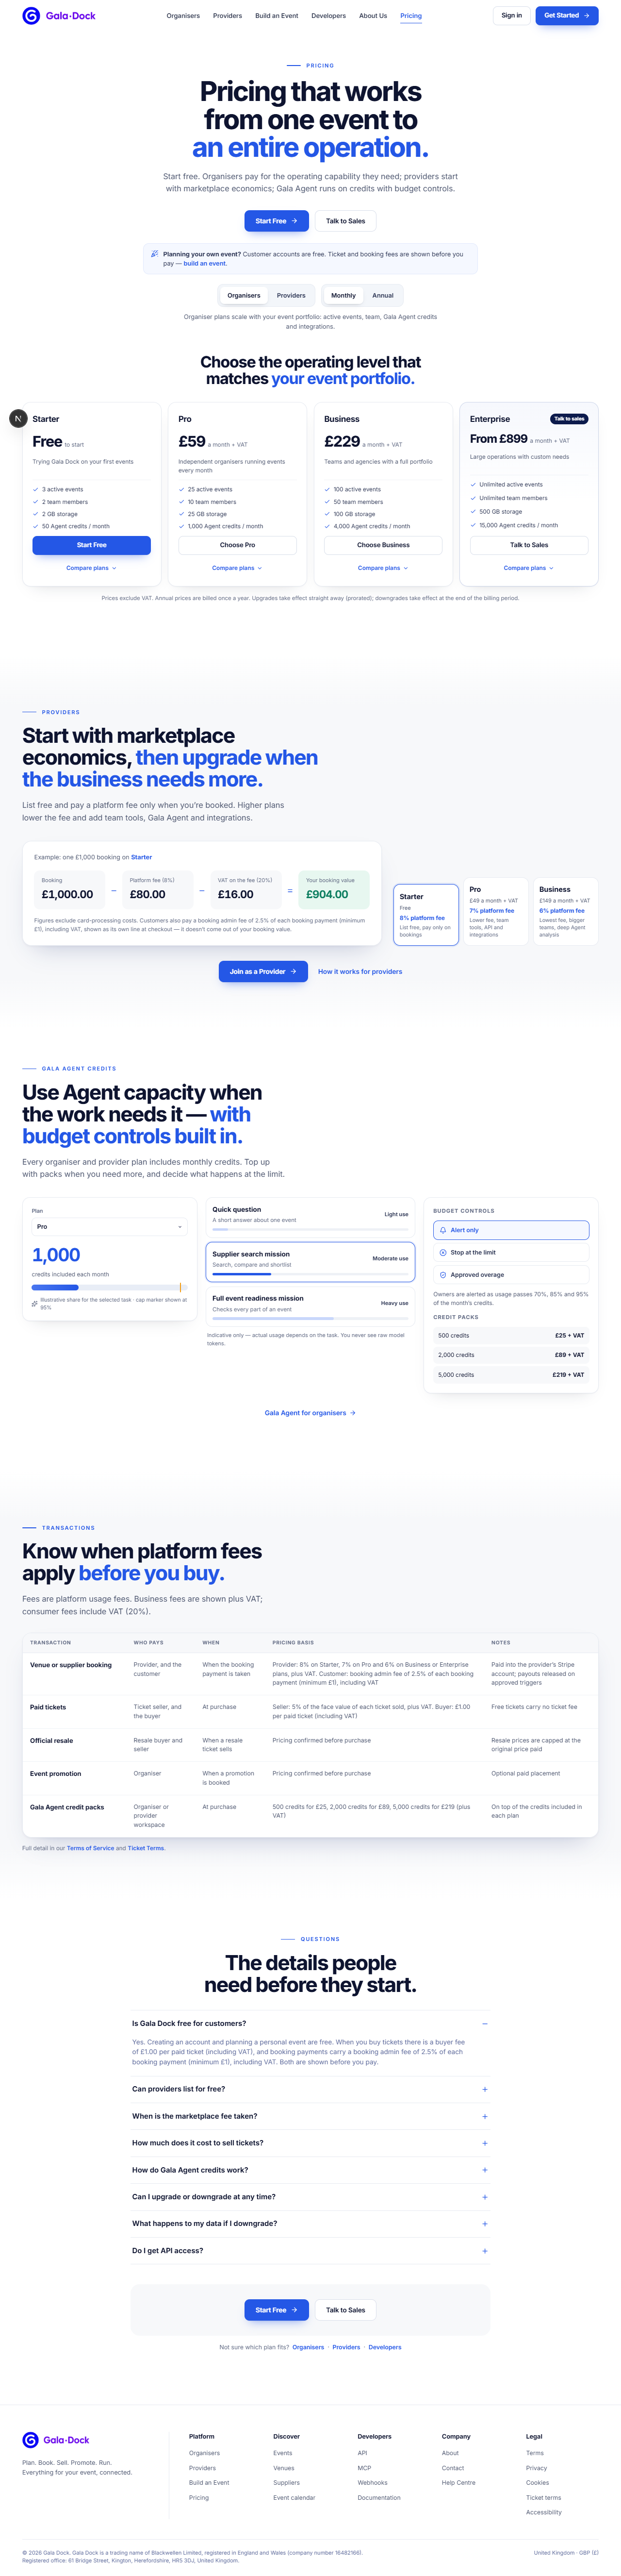 Gala·Dock
Organisers Providers Build an Event Developers About Us Pricing
Sign in Get Started
PRICING
Pricing that works
from one event to
an entire operation.
Start free. Organisers pay for the operating capability they need; providers start
with marketplace economics; Gala Agent runs on credits with budget controls.
Start Free Talk to Sales
Planning your own event? Customer accounts are free. Ticket and booking fees are shown before you
pay — build an event.
Organisers Providers Monthly Annual
Organiser plans scale with your event portfolio: active events, team, Gala Agent credits
and integrations.
Choose the operating level that
matches your event portfolio.
N
Starter
Free to start
Trying Gala Dock on your first events
3 active events
2 team members
2 GB storage
50 Agent credits / month
Start Free
Compare plans
Pro
£59 a month + VAT
Independent organisers running events
every month
25 active events
10 team members
25 GB storage
1,000 Agent credits / month
Choose Pro
Compare plans
Business
£229 a month + VAT
Teams and agencies with a full portfolio
100 active events
50 team members
100 GB storage
4,000 Agent credits / month
Choose Business
Compare plans
Enterprise Talk to sales
From £899 a month + VAT
Large operations with custom needs
Unlimited active events
Unlimited team members
500 GB storage
15,000 Agent credits / month
Talk to Sales
Compare plans
Prices exclude VAT. Annual prices are billed once a year. Upgrades take effect straight away (prorated); downgrades take effect at the end of the billing period.
PROVIDERS
Start with marketplace
economics, then upgrade when
the business needs more.
List free and pay a platform fee only when you're booked. Higher plans
lower the fee and add team tools, Gala Agent and integrations.
Example: one £1,000 booking on Starter
Booking
£1,000.00
−
Platform fee (8%)
£80.00
−
VAT on the fee (20%)
£16.00
=
Your booking value
£904.00
Figures exclude card-processing costs. Customers also pay a booking admin fee of 2.5% of each booking payment (minimum
£1), including VAT, shown as its own line at checkout — it doesn't come out of your booking value.
Starter
Free
8% platform fee
List free, pay only on
bookings
Pro
£49 a month + VAT
7% platform fee
Lower fee, team
tools, API and
integrations
Business
£149 a month + VAT
6% platform fee
Lowest fee, bigger
teams, deep Agent
analysis
Join as a Provider How it works for providers
GALA AGENT CREDITS
Use Agent capacity when
the work needs it — with
budget controls built in.
Every organiser and provider plan includes monthly credits. Top up
with packs when you need more, and decide what happens at the limit.
Plan
Pro
1,000
credits included each month
Illustrative share for the selected task · cap marker shown at
95%
Quick question
A short answer about one event
Light use
Supplier search mission
Search, compare and shortlist
Moderate use
Full event readiness mission
Checks every part of an event
Heavy use
Indicative only — actual usage depends on the task. You never see raw model
tokens.
BUDGET CONTROLS
Alert only
Stop at the limit
Approved overage
Owners are alerted as usage passes 70%, 85% and 95%
of the month's credits.
CREDIT PACKS
500 credits £25 + VAT
2,000 credits £89 + VAT
5,000 credits £219 + VAT
Gala Agent for organisers
TRANSACTIONS
Know when platform fees
apply before you buy.
Fees are platform usage fees. Business fees are shown plus VAT;
consumer fees include VAT (20%).
TRANSACTION WHO PAYS WHEN PRICING BASIS NOTES
Venue or supplier booking
Provider, and the
customer
When the booking
payment is taken
Provider: 8% on Starter, 7% on Pro and 6% on Business or Enterprise
plans, plus VAT. Customer: booking admin fee of 2.5% of each booking
payment (minimum £1), including VAT
Paid into the provider's Stripe
account; payouts released on
approved triggers
Paid tickets
Ticket seller, and
the buyer
At purchase
Seller: 5% of the face value of each ticket sold, plus VAT. Buyer: £1.00
per paid ticket (including VAT)
Free tickets carry no ticket fee
Official resale
Resale buyer and
seller
When a resale
ticket sells
Pricing confirmed before purchase
Resale prices are capped at the
original price paid
Event promotion
Organiser
When a promotion
is booked
Pricing confirmed before purchase
Optional paid placement
Gala Agent credit packs
Organiser or
provider
workspace
At purchase
500 credits for £25, 2,000 credits for £89, 5,000 credits for £219 (plus
VAT)
On top of the credits included in
each plan
Full detail in our Terms of Service and Ticket Terms.
QUESTIONS
The details people
need before they start.
Is Gala Dock free for customers?
Yes. Creating an account and planning a personal event are free. When you buy tickets there is a buyer fee
of £1.00 per paid ticket (including VAT), and booking payments carry a booking admin fee of 2.5% of each
booking payment (minimum £1), including VAT. Both are shown before you pay.
Can providers list for free?
When is the marketplace fee taken?
How much does it cost to sell tickets?
How do Gala Agent credits work?
Can I upgrade or downgrade at any time?
What happens to my data if I downgrade?
Do I get API access?
Start Free Talk to Sales
Not sure which plan fits? Organisers · Providers · Developers
Gala·Dock
Plan. Book. Sell. Promote. Run.
Everything for your event, connected.
Platform
Organisers
Providers
Build an Event
Pricing
Discover
Events
Venues
Suppliers
Event calendar
Developers
API
MCP
Webhooks
Documentation
Company
About
Contact
Help Centre
Legal
Terms
Privacy
Cookies
Ticket terms
Accessibility
© 2026 Gala Dock. Gala Dock is a trading name of Blackwellen Limited, registered in England and Wales (company number 16482166).
Registered office: 61 Bridge Street, Kington, Herefordshire, HR5 3DJ, United Kingdom.
United Kingdom · GBP (£)